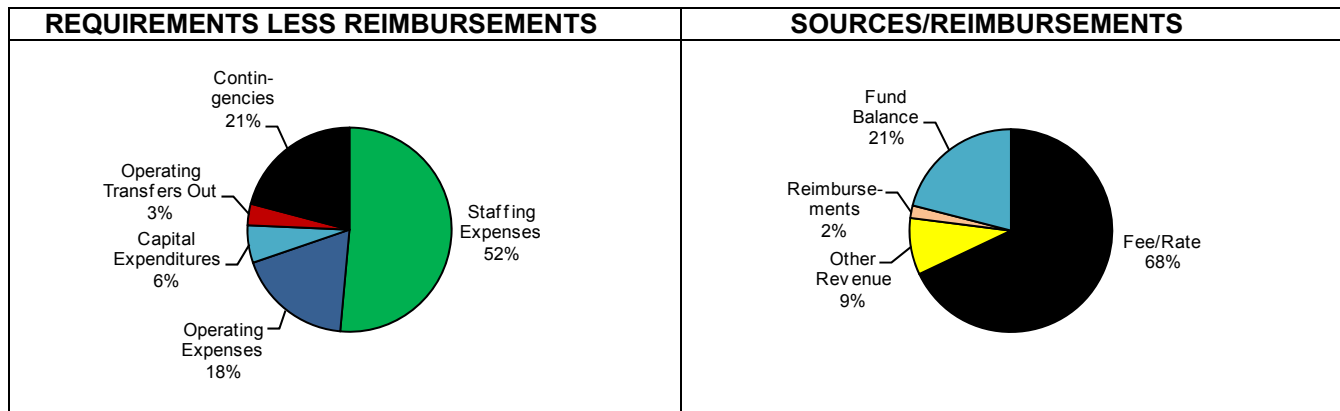 REQUIREMENTS LESS REIMBURSEMENTS
Contin-
gencies
21%
Operating
Transfers Out
3%
Capital
Expenditures
6%
Operating
Expenses
18%
Staffing
Expenses
52%
SOURCES/REIMBURSEMENTS
Fund
Balance
21%
Reimburse-
ments
2%
Other
Revenue
9%
Fee/Rate
68%